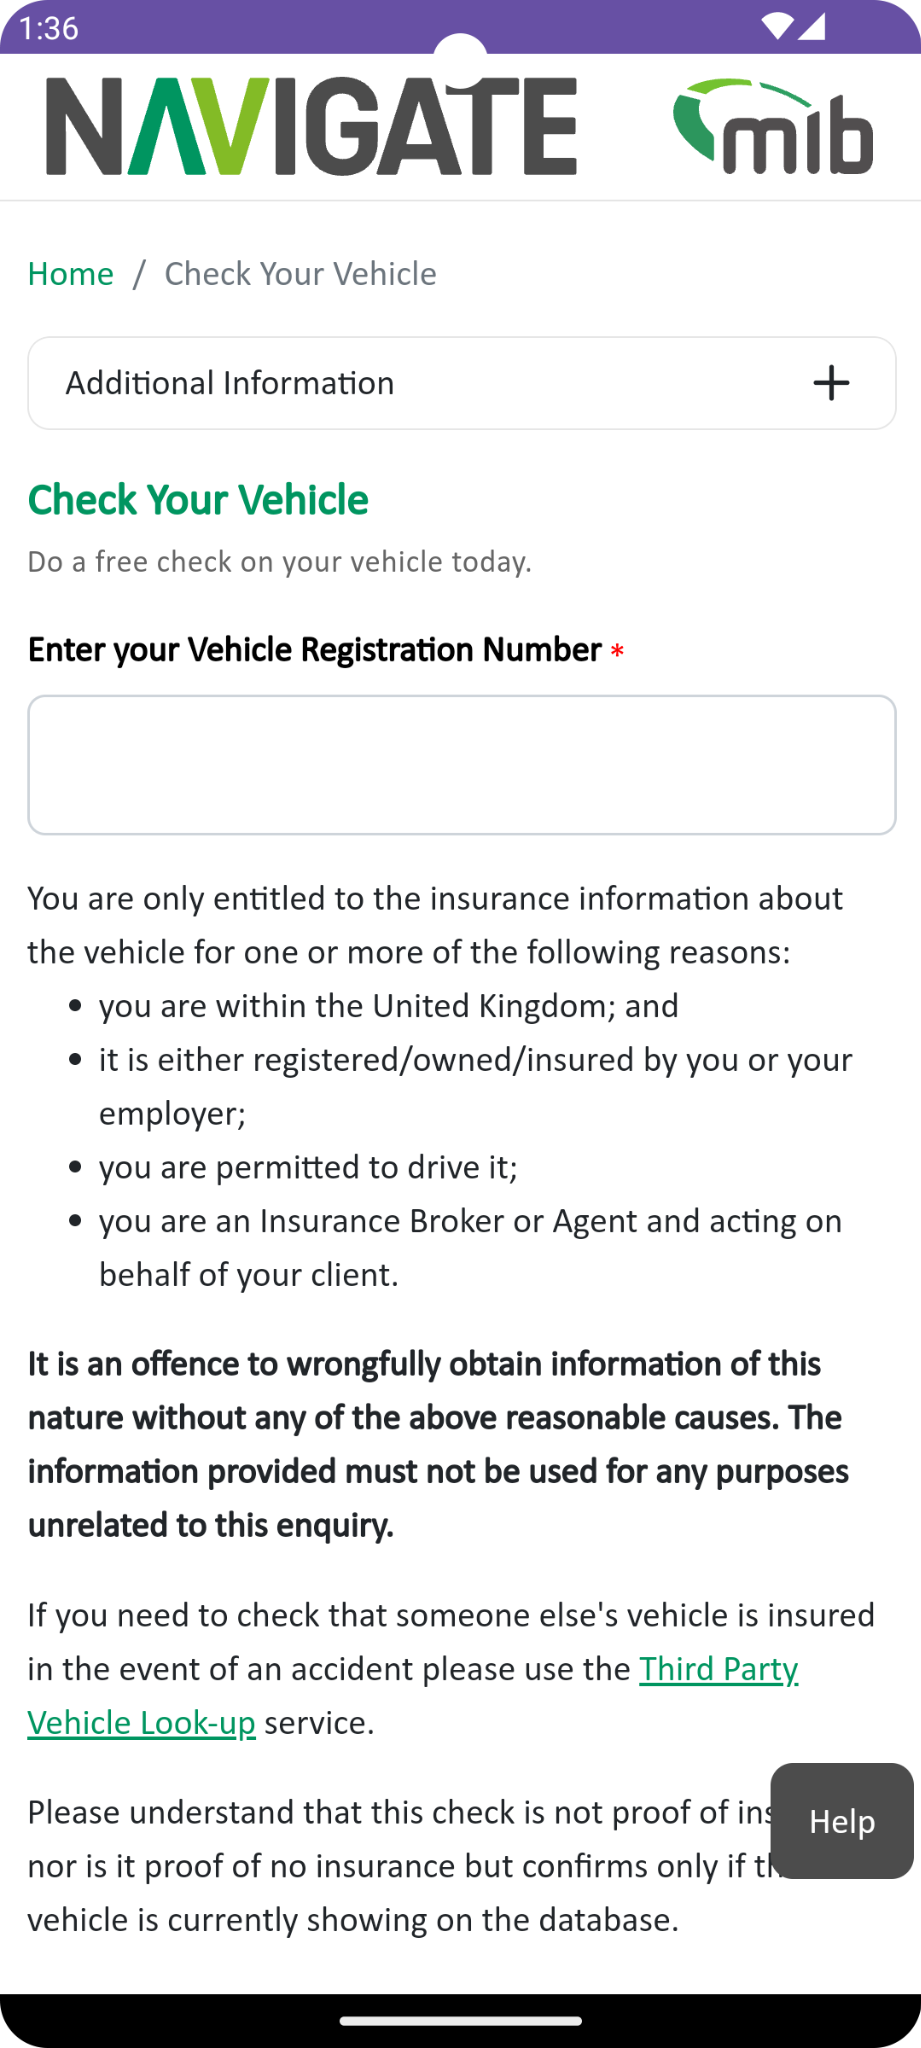 1:36
NAVIGATE mib
Home / Check Your Vehicle
Additional Information
Check Your Vehicle
Do a free check on your vehicle today.
Enter your Vehicle Registration Number *
You are only entitled to the insurance information about
the vehicle for one or more of the following reasons:
• you are within the United Kingdom; and
• it is either registered/owned/insured by you or your
employer;
• you are permitted to drive it;
• you are an Insurance Broker or Agent and acting on
behalf of your client.
It is an offence to wrongfully obtain information of this
nature without any of the above reasonable causes. The
information provided must not be used for any purposes
unrelated to this enquiry.
If you need to check that someone else's vehicle is insured
in the event of an accident please use the Third Party
Vehicle Look-up service.
Please understand that this check is not proof of
Help
nor is it proof of no insurance but confirms only if
vehicle is currently showing on the database.